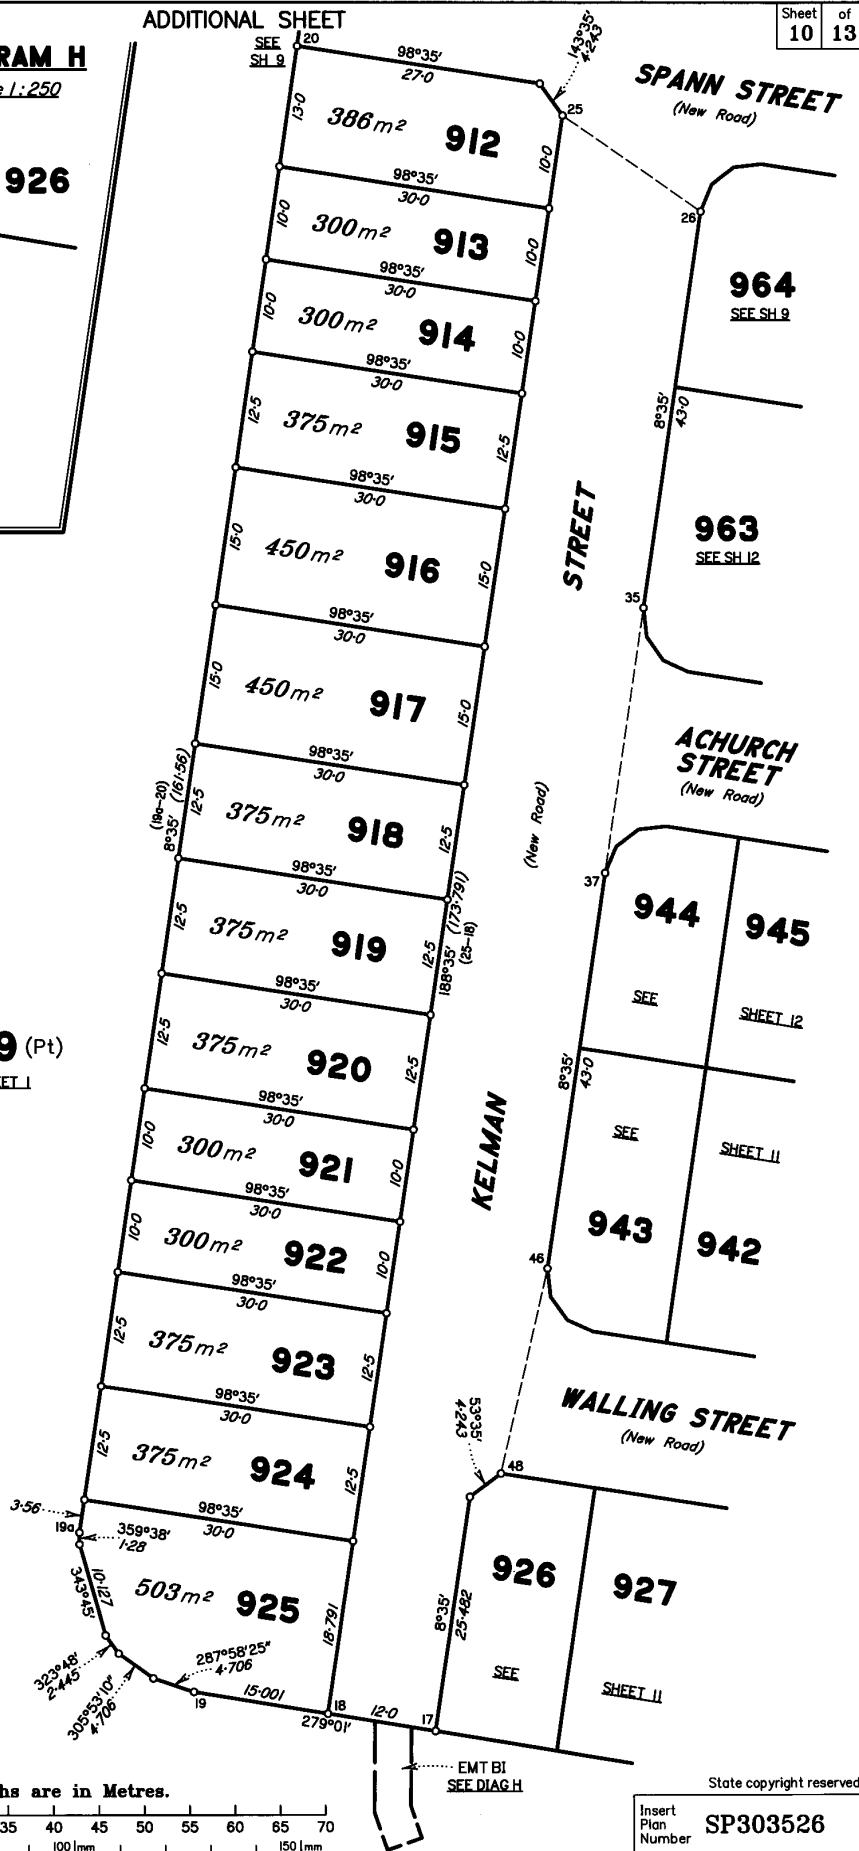 ADDITIONAL SHEET
Sheet 10 of 13
RAM H
1:250
926
SEE SH 9
20
98°35'
27·0
143°35'
4·243
25
SPANN STREET
(New Road)
13·0
386m²
912
10·0
98°35'
30·0
26
10·0
300m²
913
10·0
964
SEE SH 9
98°35'
30·0
10·0
300m²
914
10·0
98°35'
30·0
8°35'
43·0
12·5
375m²
915
12·5
98°35'
30·0
STREET
963
SEE SH 12
15·0
450m²
916
15·0
35
98°35'
30·0
15·0
450m²
917
15·0
ACHURCH
STREET
(New Road)
98°35'
30·0
(19a-20)
8°35'
(161·56)
12·5
375m²
918
12·5
(New Road)
98°35'
30·0
37
944
945
12·5
375m²
919
12·5
188°35'
(173·791)
(25-18)
SEE
SHEET 12
98°35'
30·0
9 (Pt)
ET 1
12·5
375m²
920
12·5
8°35'
43·0
98°35'
30·0
KELMAN
SEE
SHEET 11
10·0
300m²
921
10·0
98°35'
30·0
943
942
10·0
300m²
922
10·0
46
98°35'
30·0
12·5
375m²
923
12·5
98°35'
30·0
53°35'
4·243
WALLING STREET
(New Road)
12·5
375m²
924
12·5
48
3·56
98°35'
30·0
19a
359°38'
1·28
926
927
10·127
343°45'
503m²
925
18·791
8°35'
25·482
323°48'
2·445
305°53'10"
4·706
287°58'25"
4·706
SEE
SHEET 11
19
15·001
18
279°01'
12·0
17
EMT BI
SEE DIAG H
hs are in Metres.
State copyright reserved
35 40 45 50 55 60 65 70
100 mm
150 mm
Insert
Plan
Number
SP303526